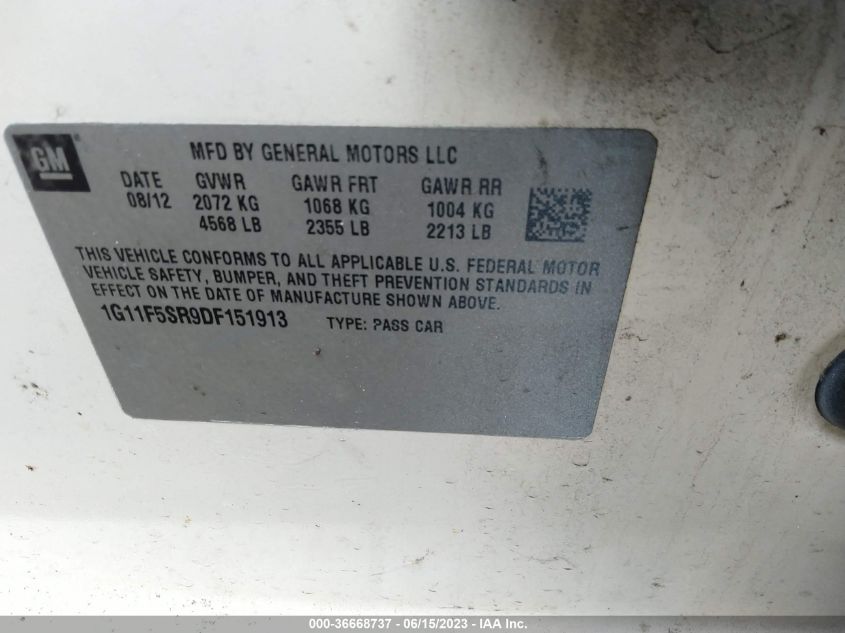 GM
MFD BY GENERAL MOTORS LLC
DATE GVWR GAWR FRT GAWR RR
08/12 2072 KG 1068 KG 1004 KG
4568 LB 2355 LB 2213 LB
THIS VEHICLE CONFORMS TO ALL APPLICABLE U.S. FEDERAL MOTOR
VEHICLE SAFETY, BUMPER, AND THEFT PREVENTION STANDARDS IN
EFFECT ON THE DATE OF MANUFACTURE SHOWN ABOVE.
1G11F5SR9DF151913 TYPE: PASS CAR
000-36668737 - 06/15/2023 - IAA Inc.